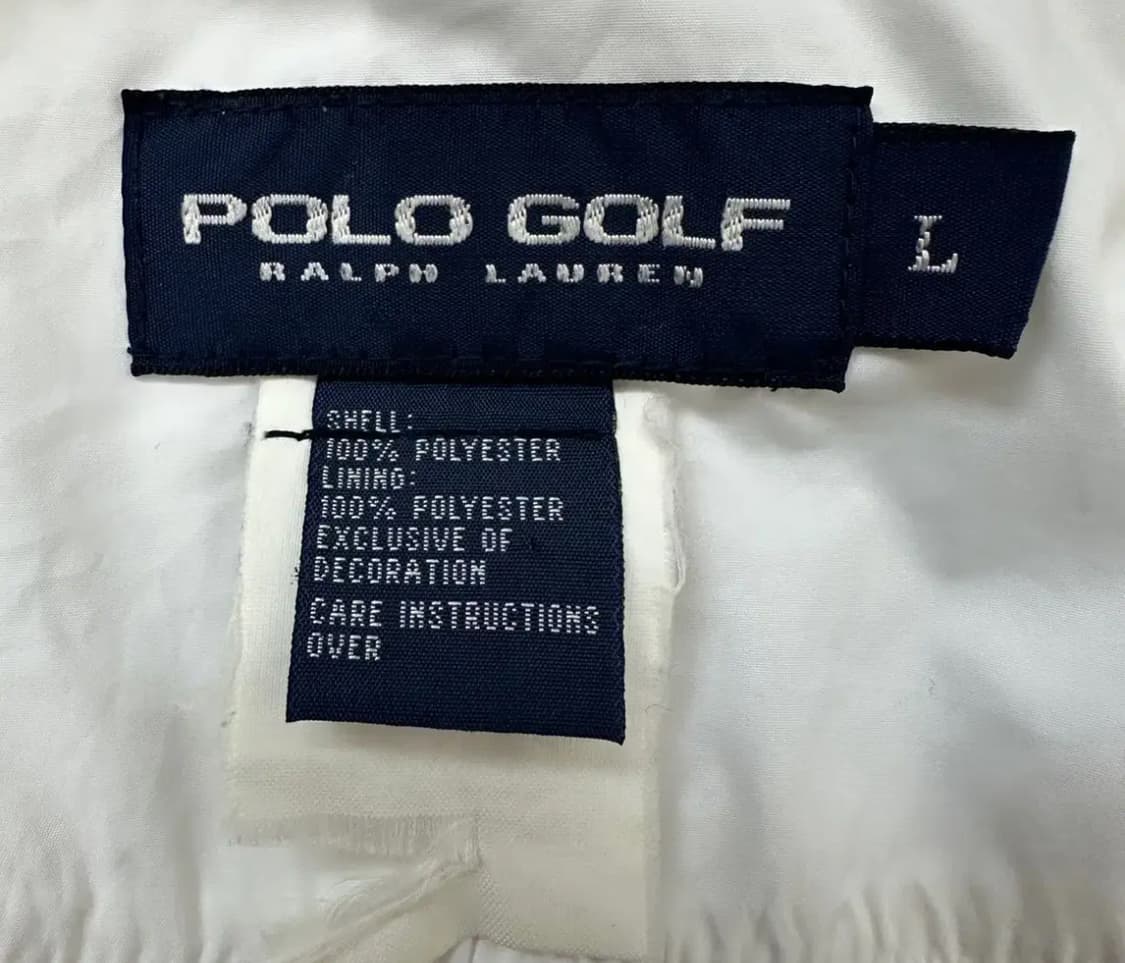 POLO GOLF
RALPH LAUREN
L
SHELL:
100% POLYESTER
LINING:
100% POLYESTER
EXCLUSIVE OF
DECORATION
CARE INSTRUCTIONS
OVER